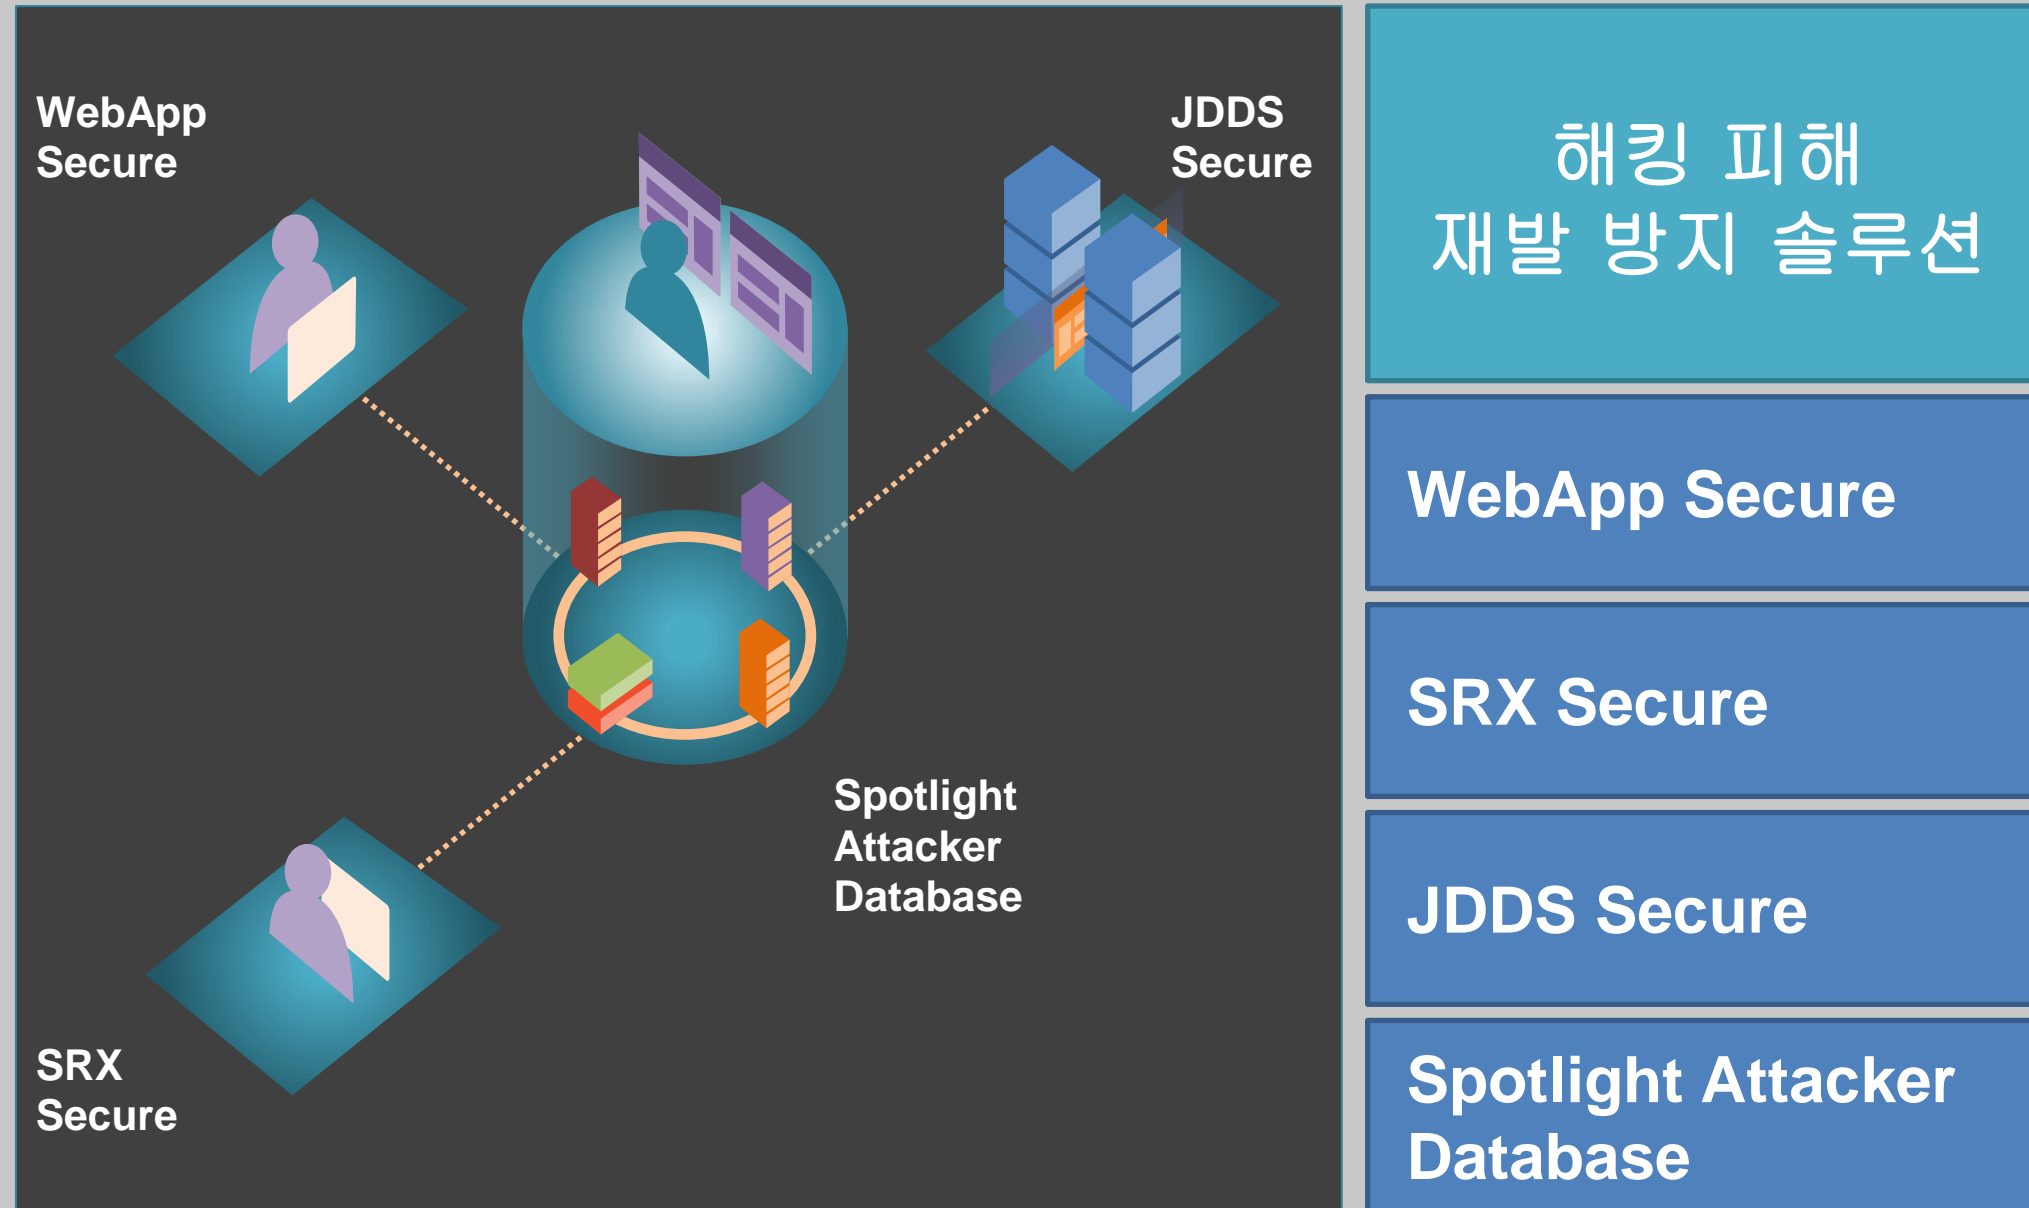 WebApp
Secure
JDDS
Secure
Spotlight
Attacker
Database
SRX
Secure
해킹 피해
재발 방지 솔루션
WebApp Secure
SRX Secure
JDDS Secure
Spotlight Attacker
Database